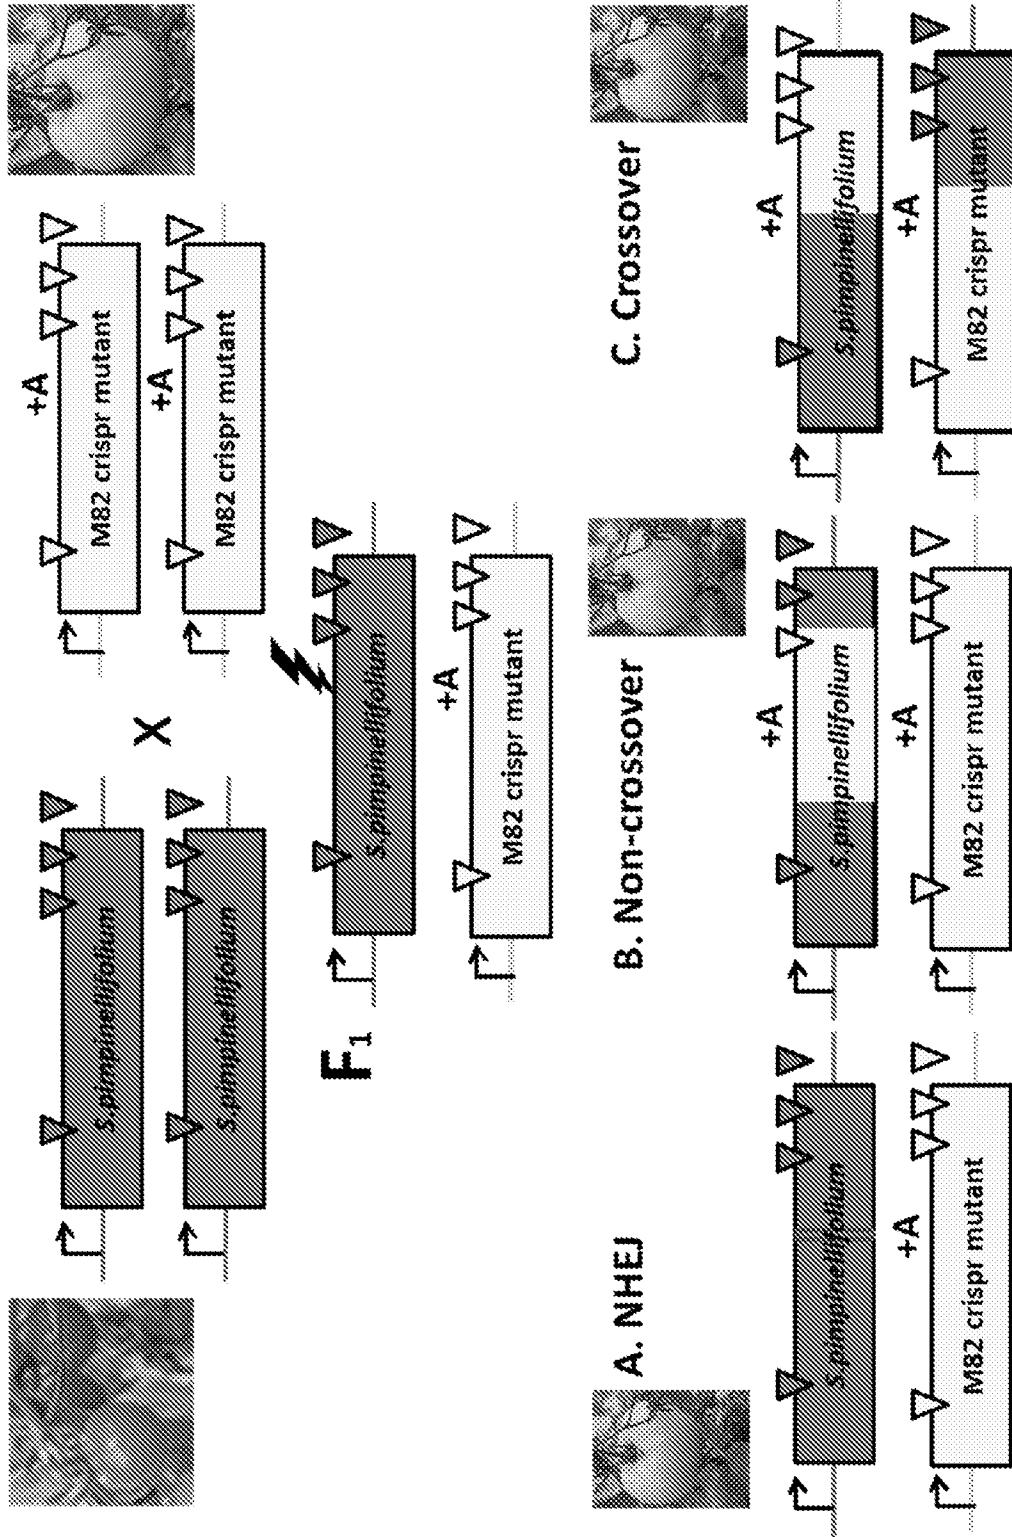 S.pimpinellifolium
S.pimpinellifolium
X
+A
M82 crispr mutant
+A
M82 crispr mutant
F1
S.pimpinellifolium
+A
M82 crispr mutant
A. NHEJ
S.pimpinellifolium
+A
M82 crispr mutant
B. Non-crossover
+A
S.pimpinellifolium
+A
M82 crispr mutant
C. Crossover
+A
S.pimpinellifolium
+A
M82 crispr mutant